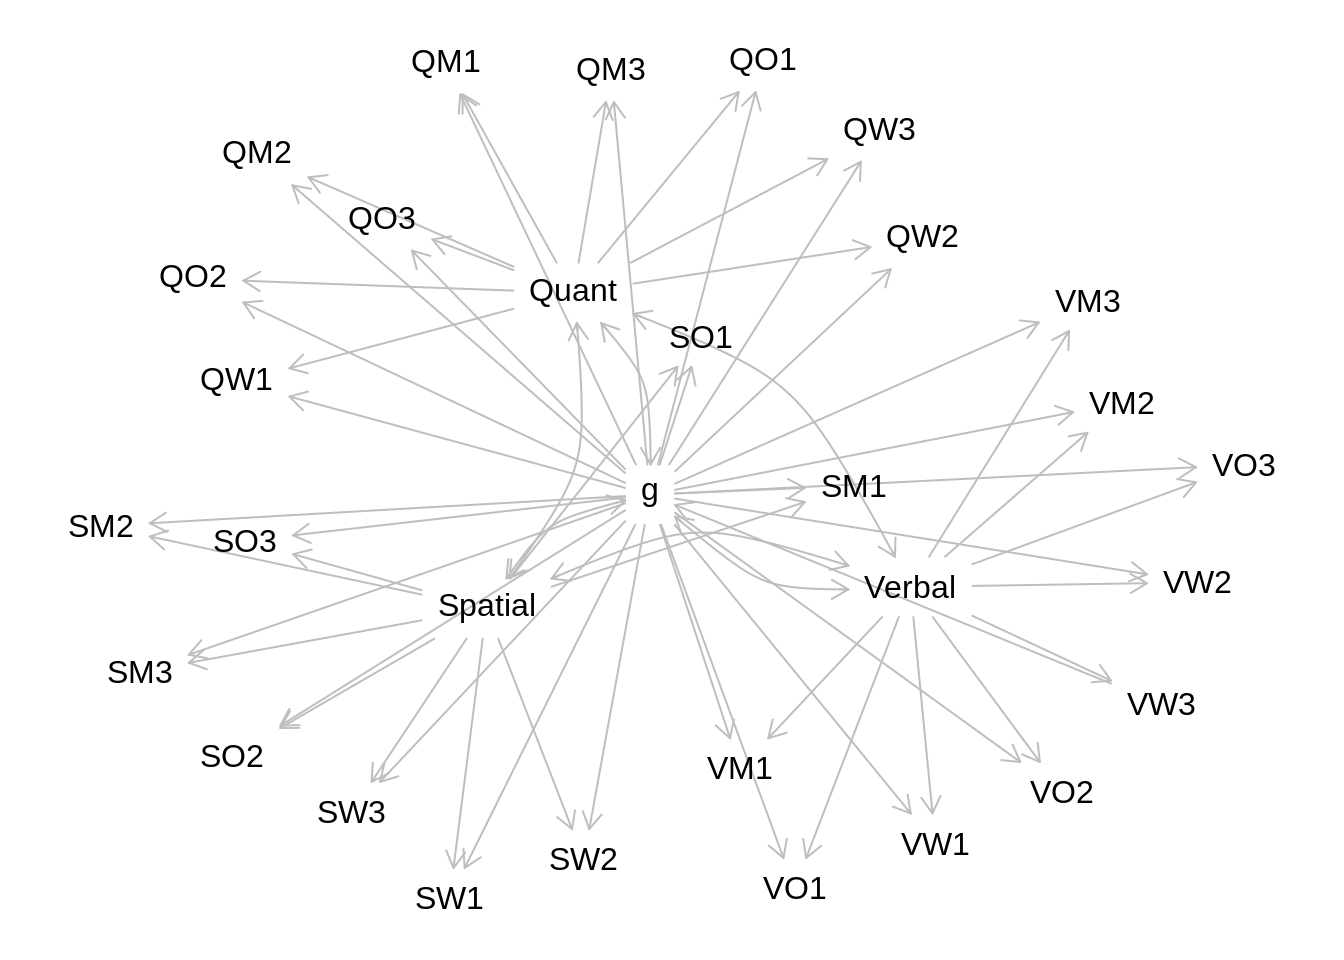 QM1
QM3
QO1
QW3
QM2
QO3
QW2
QO2
Quant
VM3
SO1
QW1
VM2
VO3
g
SM1
SM2
SO3
VW2
Verbal
Spatial
SM3
VW3
SO2
VM1
VO2
SW3
VW1
SW2
VO1
SW1